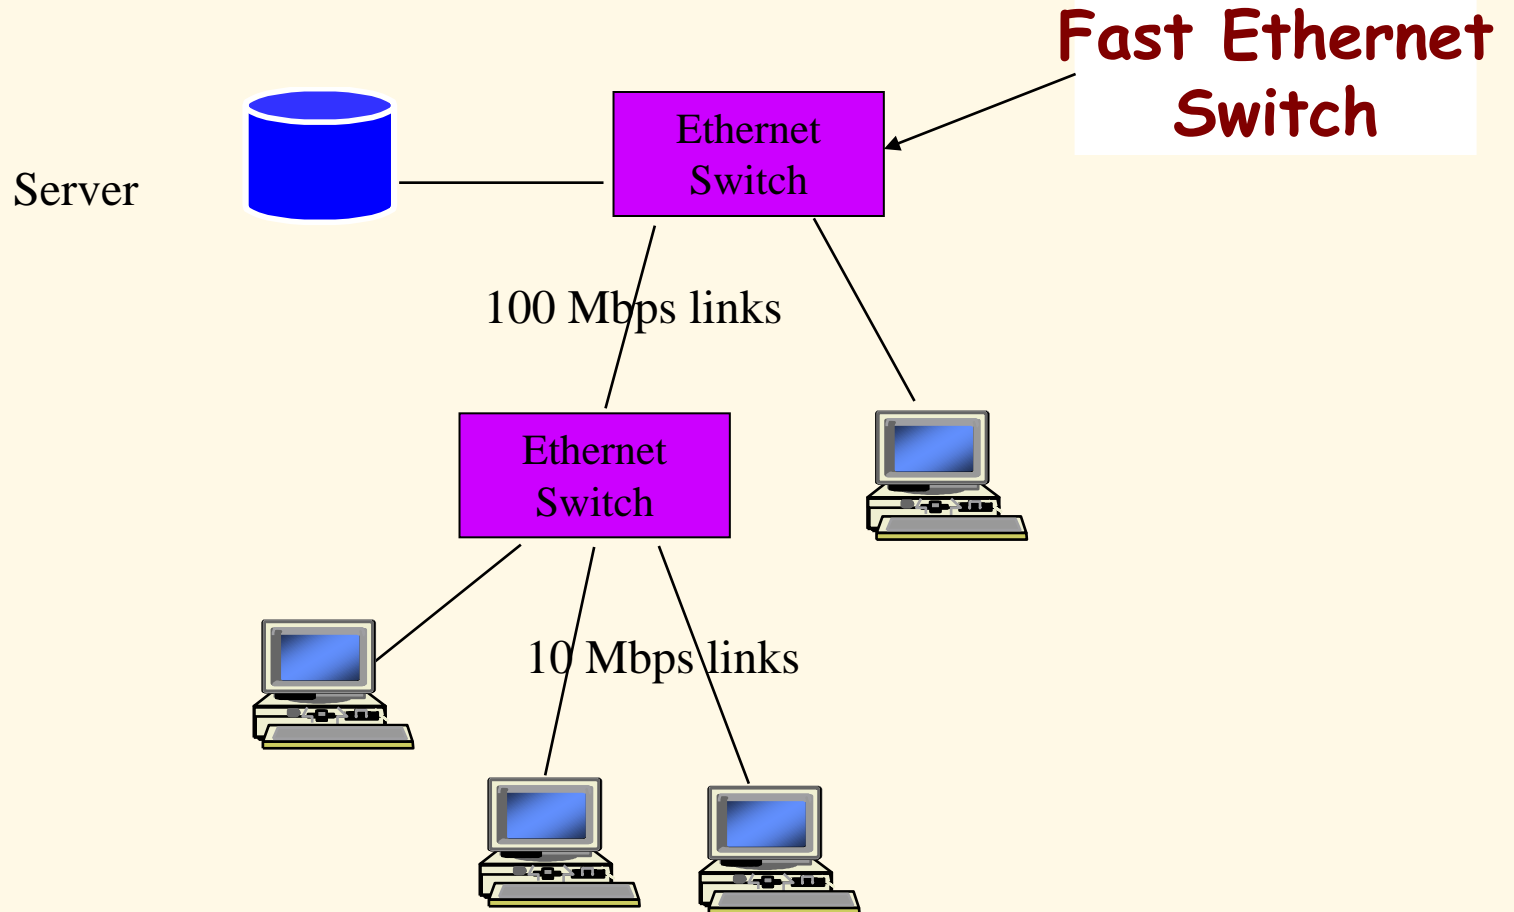 Fast Ethernet
Switch
Ethernet
Switch
Server
100 Mbps links
Ethernet
Switch
10 Mbps links